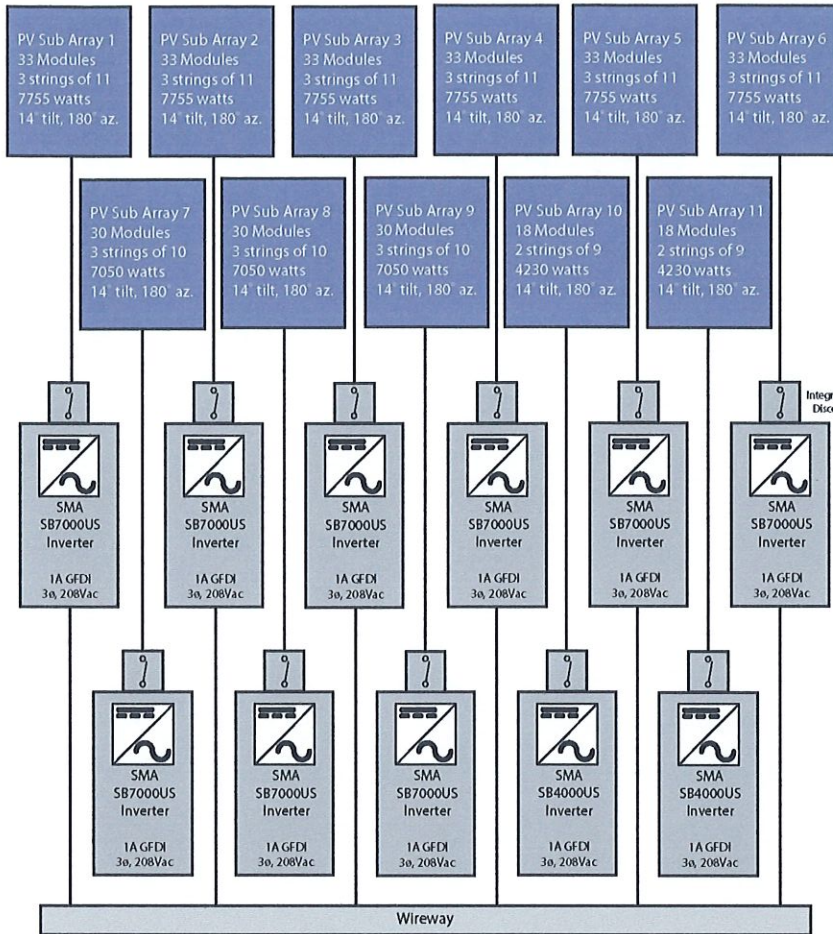 PV Sub Array 1
33 Modules
3 strings of 11
7755 watts
14° tilt, 180° az.
PV Sub Array 2
33 Modules
3 strings of 11
7755 watts
14° tilt, 180° az.
PV Sub Array 3
33 Modules
3 strings of 11
7755 watts
14° tilt, 180° az.
PV Sub Array 4
33 Modules
3 strings of 11
7755 watts
14° tilt, 180° az.
PV Sub Array 5
33 Modules
3 strings of 11
7755 watts
14° tilt, 180° az.
PV Sub Array 6
33 Modules
3 strings of 11
7755 watts
14° tilt, 180° az.
PV Sub Array 7
30 Modules
3 strings of 10
7050 watts
14° tilt, 180° az.
PV Sub Array 8
30 Modules
3 strings of 10
7050 watts
14° tilt, 180° az.
PV Sub Array 9
30 Modules
3 strings of 10
7050 watts
14° tilt, 180° az.
PV Sub Array 10
18 Modules
2 strings of 9
4230 watts
14° tilt, 180° az.
PV Sub Array 11
18 Modules
2 strings of 9
4230 watts
14° tilt, 180° az.
Integr
Disco
SMA
SB7000US
Inverter
1A GFDI
3ø, 208Vac
SMA
SB7000US
Inverter
1A GFDI
3ø, 208Vac
SMA
SB7000US
Inverter
1A GFDI
3ø, 208Vac
SMA
SB7000US
Inverter
1A GFDI
3ø, 208Vac
SMA
SB7000US
Inverter
1A GFDI
3ø, 208Vac
SMA
SB7000US
Inverter
1A GFDI
3ø, 208Vac
SMA
SB7000US
Inverter
1A GFDI
3ø, 208Vac
SMA
SB7000US
Inverter
1A GFDI
3ø, 208Vac
SMA
SB7000US
Inverter
1A GFDI
3ø, 208Vac
SMA
SB4000US
Inverter
1A GFDI
3ø, 208Vac
SMA
SB4000US
Inverter
1A GFDI
3ø, 208Vac
Wireway